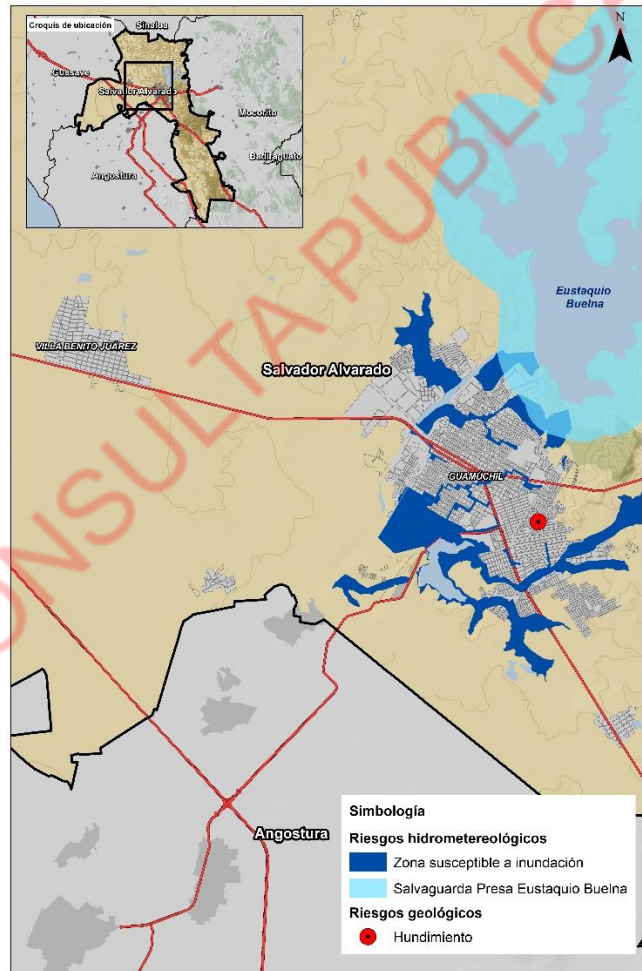 Croquis de ubicación
Sinaloa
Guasave
Salvador Alvarado
Mocorito
Badiraguato
Angostura
N
CONSULTA PÚBLICA
Eustaquio
Buelna
VILLA BENITO JUÁREZ
Salvador Alvarado
GUAMÚCHIL
Angostura
Simbología
Riesgos hidrometereológicos
Zona susceptible a inundación
Salvaguarda Presa Eustaquio Buelna
Riesgos geológicos
Hundimiento